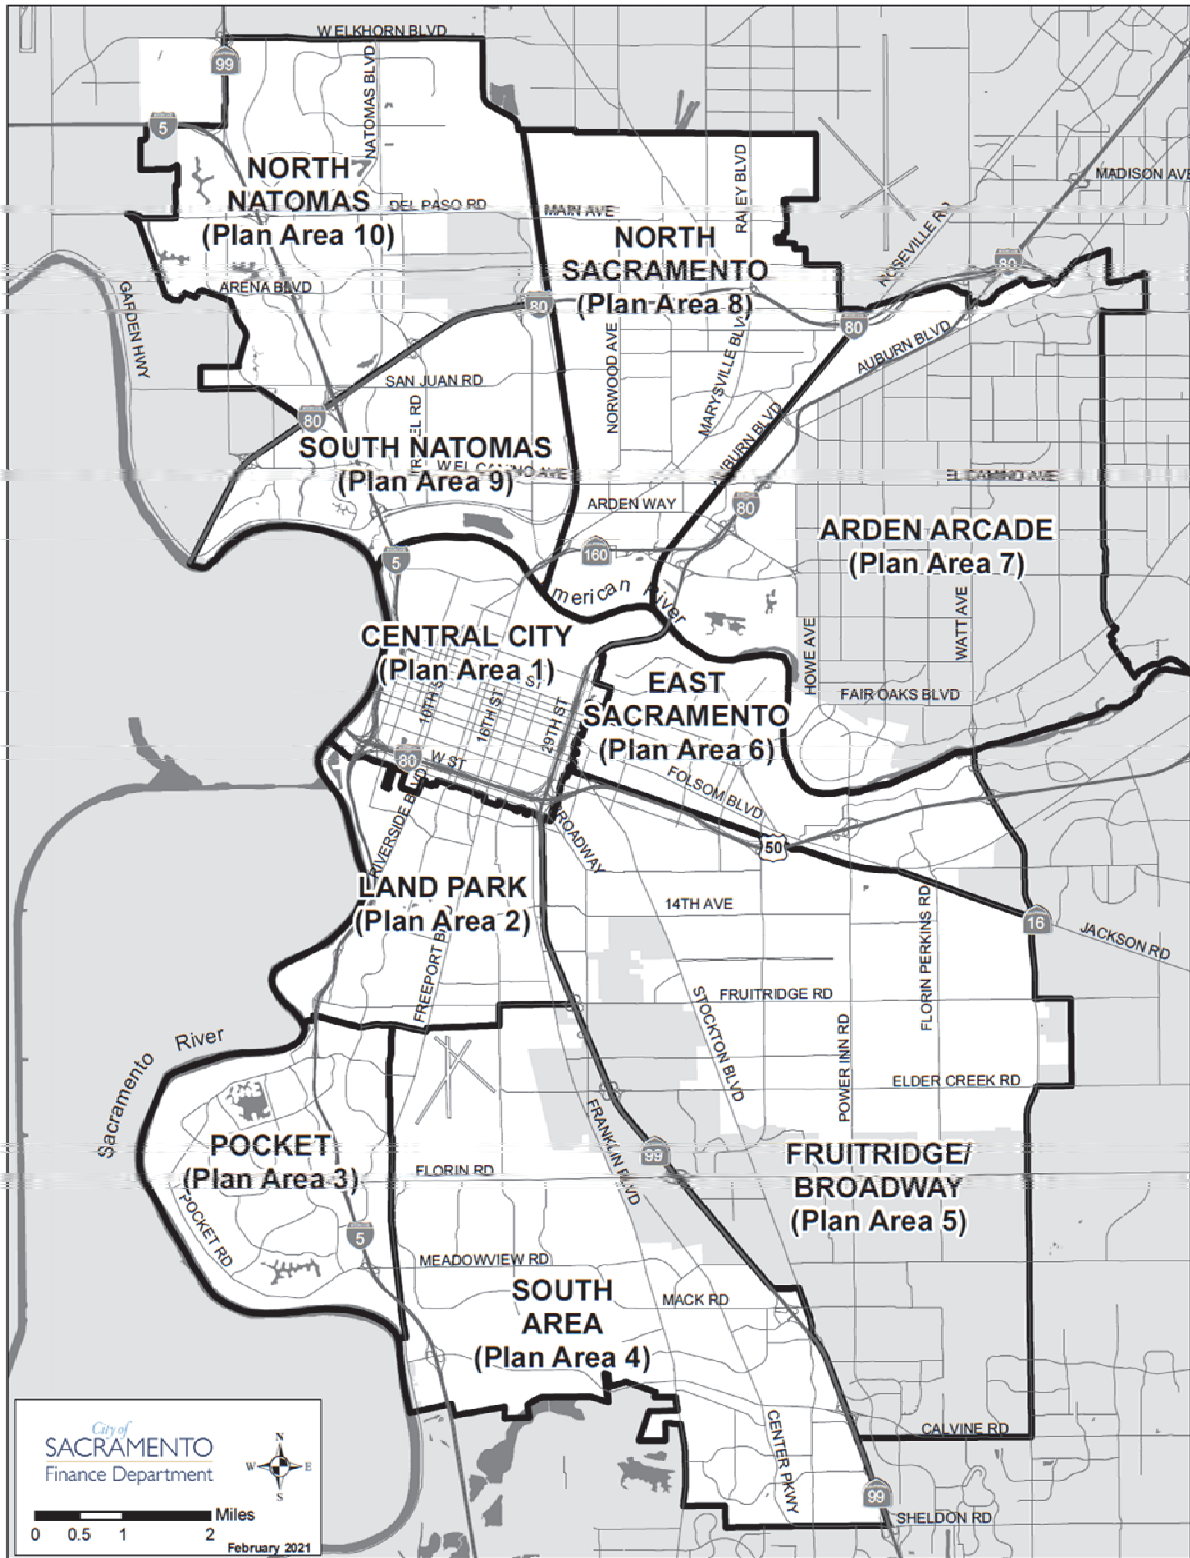 W ELKHORN BLVD
99
NATOMAS BLVD
5
NORTH
NATOMAS
(Plan Area 10)
DEL PASO RD
MAIN AVE
RALEY BLVD
MADISON AVE
ROSEVILLE RD
NORTH
SACRAMENTO
(Plan Area 8)
80
80
80
ARENA BLVD
GARDEN HWY
NORWOOD AVE
MARYSVILLE BLVD
AUBURN BLVD
SAN JUAN RD
80
SOUTH NATOMAS
(Plan Area 9)
W EL CAMINO AVE
ARDEN WAY
80
EL CAMINO AVE
ARDEN ARCADE
(Plan Area 7)
5
160
merican River
HOWE AVE
WATT AVE
FAIR OAKS BLVD
CENTRAL CITY
(Plan Area 1)
10TH S
16TH ST
29TH ST
EAST
SACRAMENTO
(Plan Area 6)
80
W ST
FOLSOM BLVD
50
RIVERSIDE BLVD
ROADWAY
LAND PARK
(Plan Area 2)
14TH AVE
16
JACKSON RD
FLORIN PERKINS RD
FREEPORT B
FRUITRIDGE RD
STOCKTON BLVD
POWER INN RD
ELDER CREEK RD
Sacramento River
POCKET
(Plan Area 3)
POCKET RD
5
FLORIN RD
FRANKLIN BLVD
99
FRUITRIDGE/
BROADWAY
(Plan Area 5)
MEADOWVIEW RD
MACK RD
SOUTH
AREA
(Plan Area 4)
CENTER PKWY
CALVINE RD
99
SHELDON RD
City of
SACRAMENTO
Finance Department
N
W E
S
Miles
0 0.5 1 2
February 2021